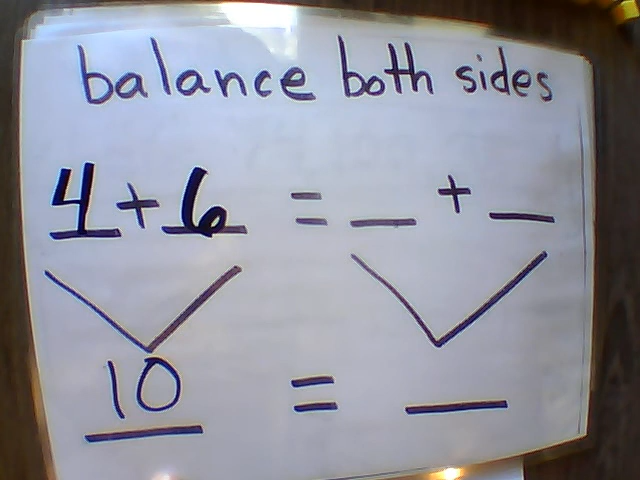 balance both sides
4 + 6 = __ + __
10 = __